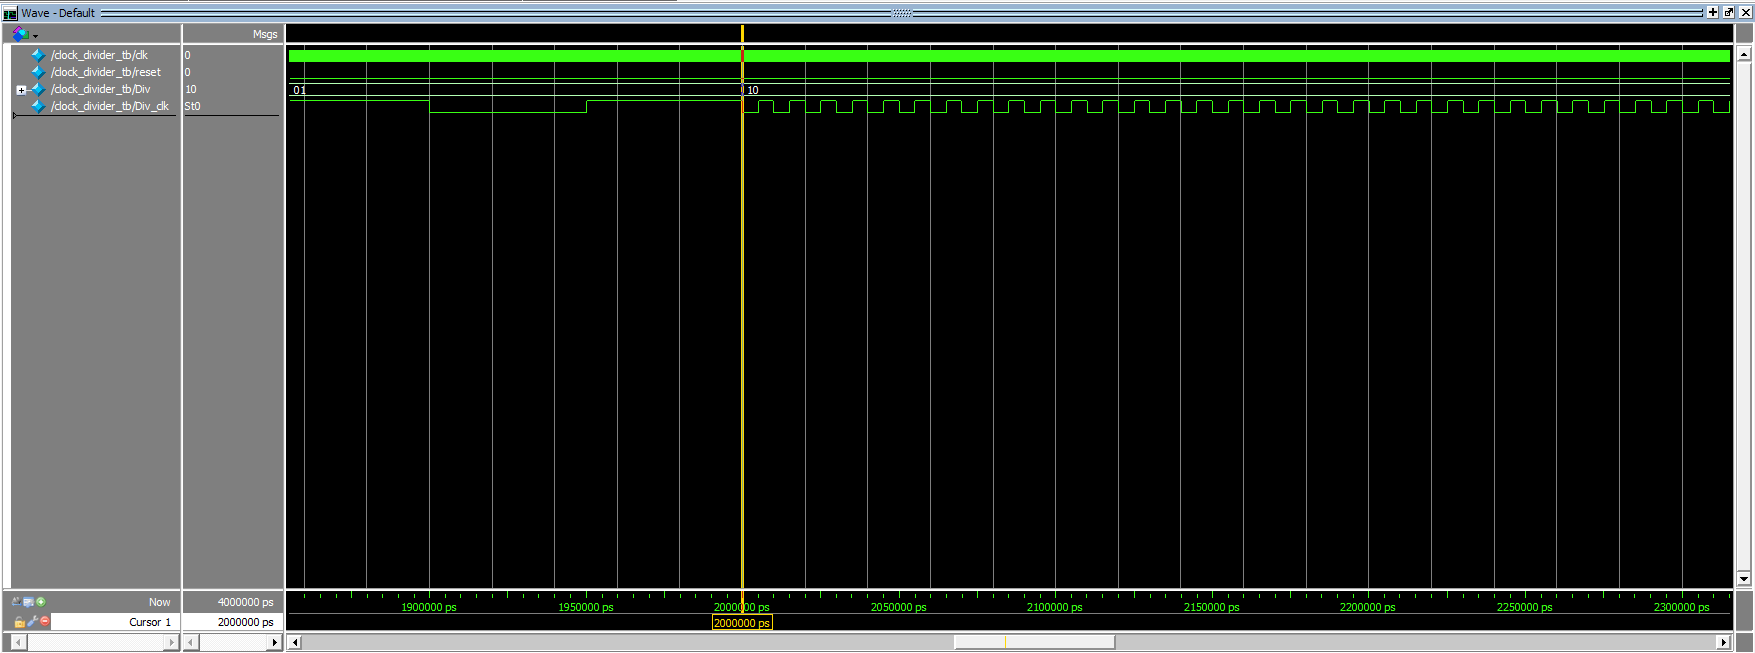 Wave - Default
Msgs
/clock_divider_tb/clk 0
/clock_divider_tb/reset 0
/clock_divider_tb/Div 10 01 10
/clock_divider_tb/Div_clk St0
Now 4000000 ps 1900000 ps 1950000 ps 2000000 ps 2050000 ps 2100000 ps 2150000 ps 2200000 ps 2250000 ps 2300000 ps
Cursor 1 2000000 ps 2000000 ps